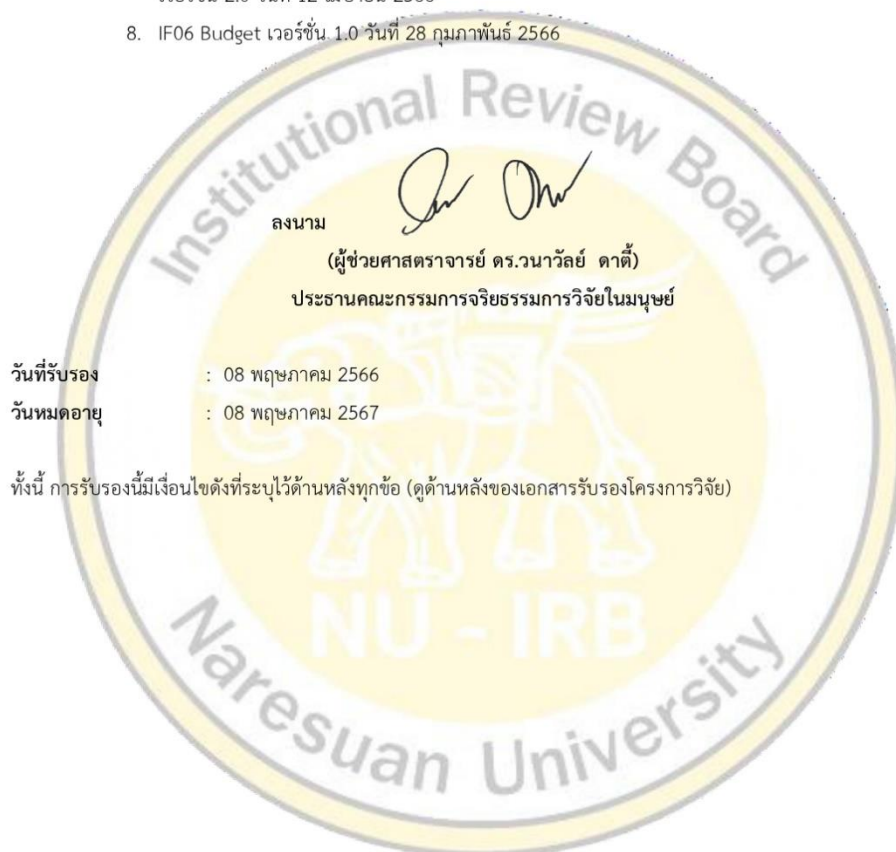 8. IF06 Budget เวอร์ชั่น 1.0 วันที่ 28 กุมภาพันธ์ 2566
Institutional Review Board
ลงนาม
(ผู้ช่วยศาสตราจารย์ ดร.วนาวัลย์ ดาตี้)
ประธานคณะกรรมการจริยธรรมการวิจัยในมนุษย์
วันที่รับรอง : 08 พฤษภาคม 2566
วันหมดอายุ : 08 พฤษภาคม 2567
ทั้งนี้ การรับรองนี้มีเงื่อนไขดังที่ระบุไว้ด้านหลังทุกข้อ (ดูด้านหลังของเอกสารรับรองโครงการวิจัย)
NU - IRB
Naresuan University